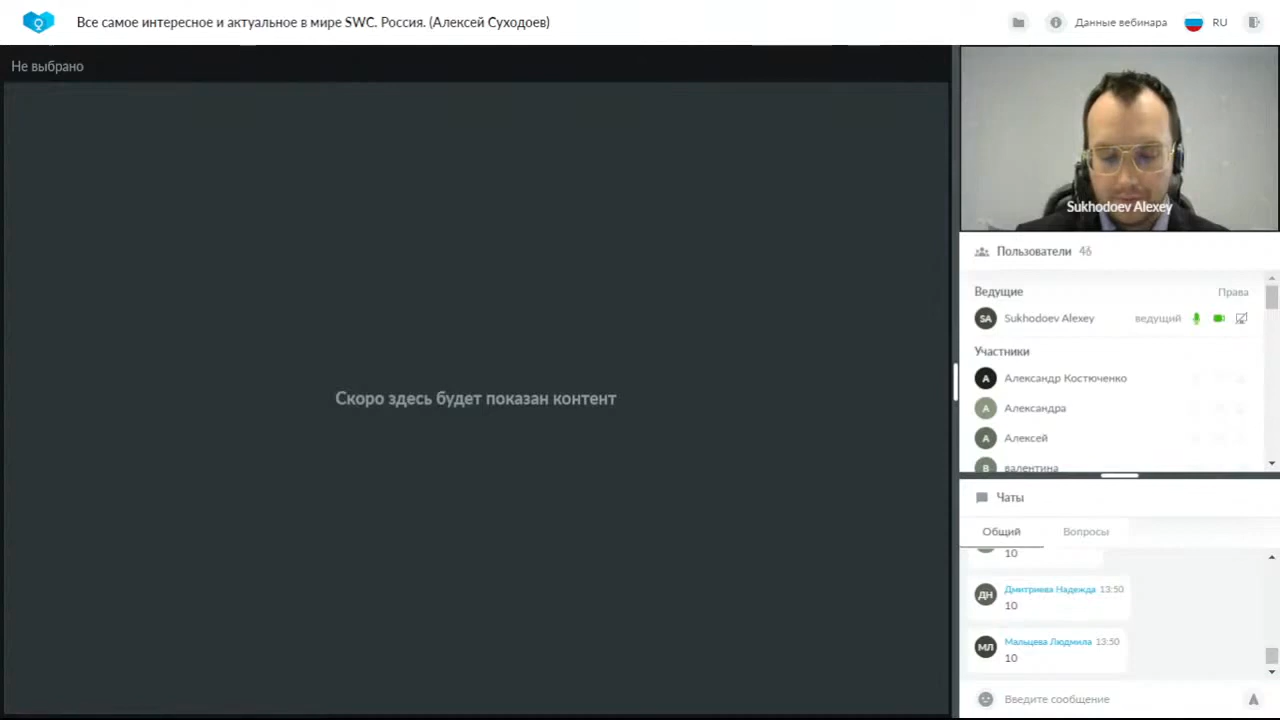 Все самое интересное и актуальное в мире SWC. Россия. (Алексей Суходоев)
Данные вебинара
RU
Не выбрано
Скоро здесь будет показан контент
Sukhodoev Alexey
Пользователи 46
Ведущие Права
SA Sukhodoev Alexey ведущий
Участники
А Александр Костюченко
А Александра
А Алексей
В валентина
Чаты
Общий Вопросы
10
ДН Дмитриева Надежда 13:50
10
МЛ Мальцева Людмила 13:50
10
Введите сообщение